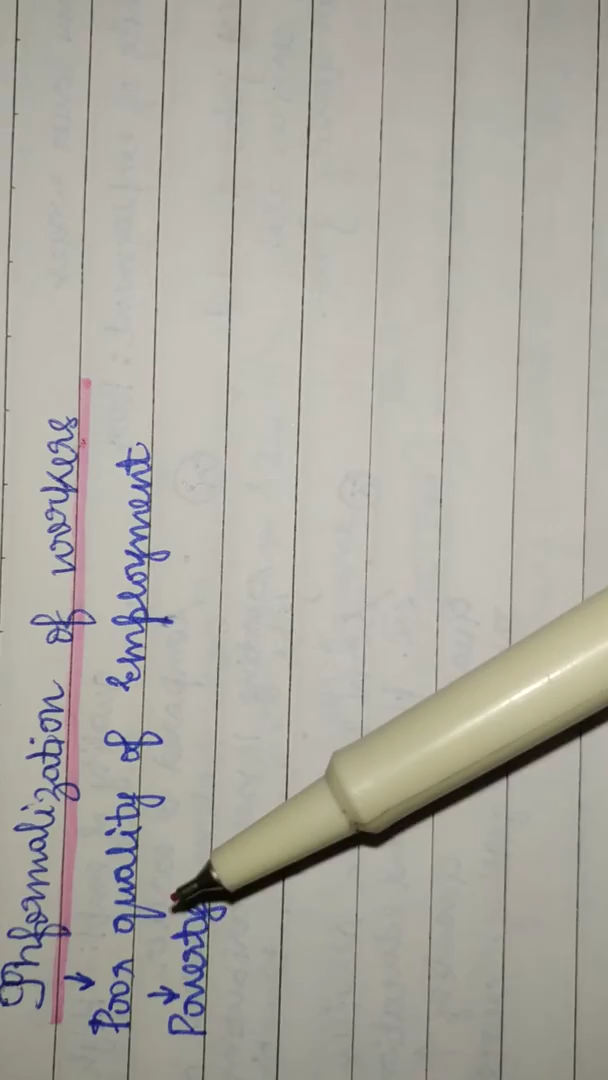 Informalization of workers
↓
Poor quality of Employment
↓
Poverty